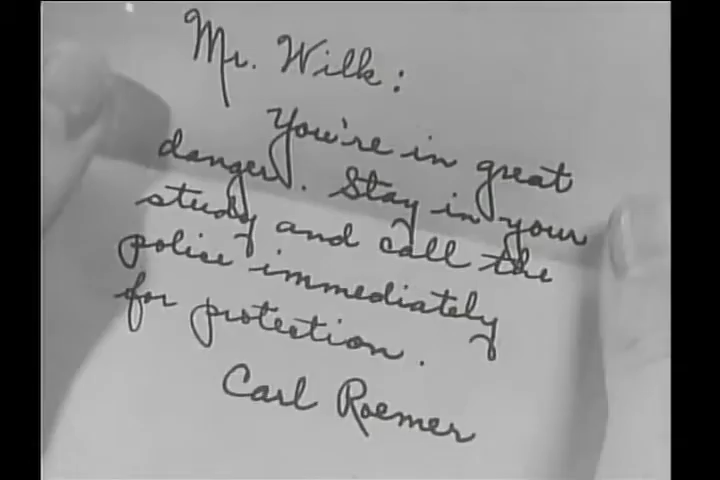 Mr. Wilk:
You're in great
danger. Stay in your
study and call the
police immediately
for protection.
Carl Roemer